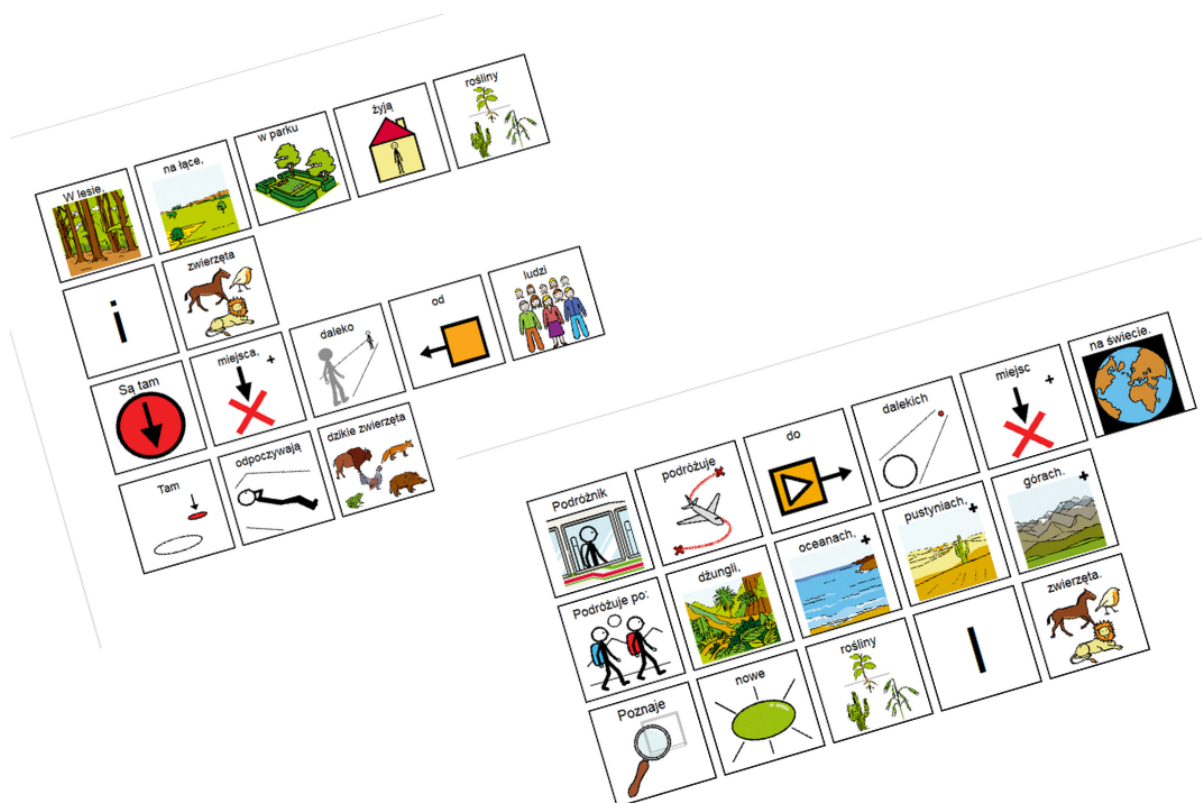 W lesie, na łące, w parku żyją rośliny
i zwierzęta
Są tam miejsca, daleko od ludzi
Tam odpoczywają dzikie zwierzęta
Podróżnik podróżuje do dalekich miejsc na świecie.
Podróżuje po: dżungli, oceanach, pustyniach, górach.
Poznaje nowe rośliny I zwierzęta.